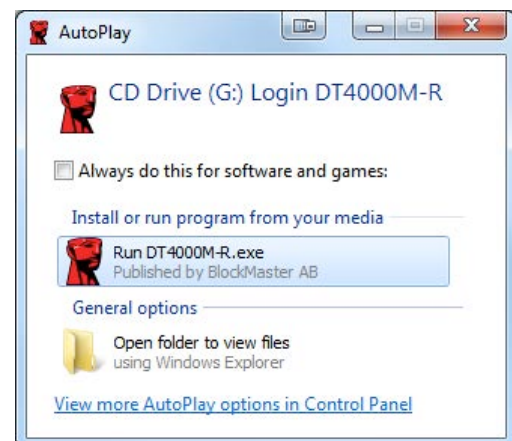 AutoPlay
CD Drive (G:) Login DT4000M-R
Always do this for software and games:
Install or run program from your media
Run DT4000M-R.exe
Published by BlockMaster AB
General options
Open folder to view files
using Windows Explorer
View more AutoPlay options in Control Panel